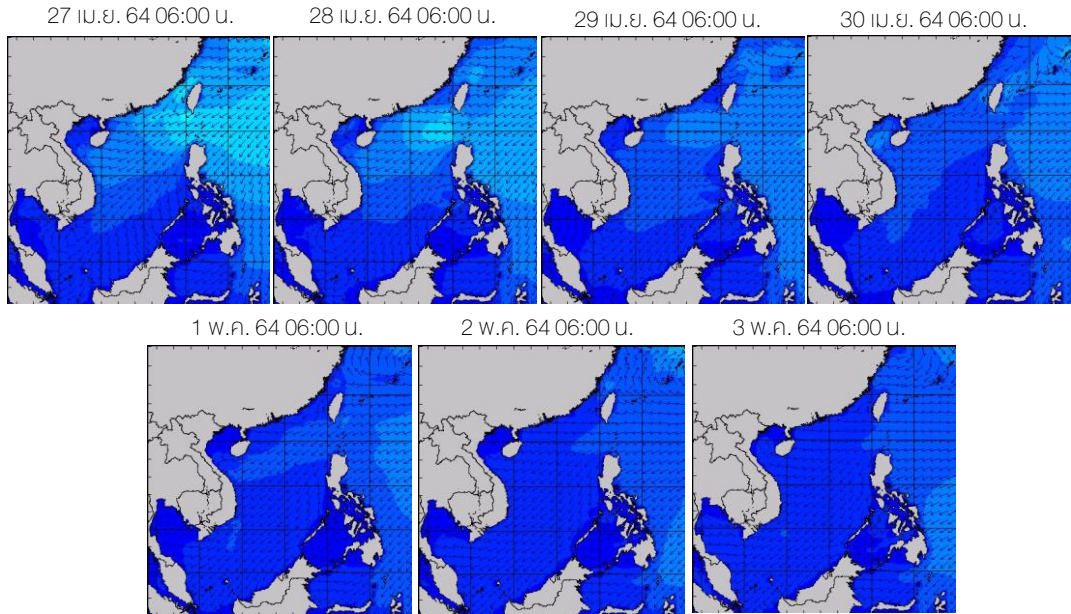 27 เม.ย. 64 06:00 น.
28 เม.ย. 64 06:00 น.
29 เม.ย. 64 06:00 น.
30 เม.ย. 64 06:00 น.
1 พ.ค. 64 06:00 น.
2 พ.ค. 64 06:00 น.
3 พ.ค. 64 06:00 น.